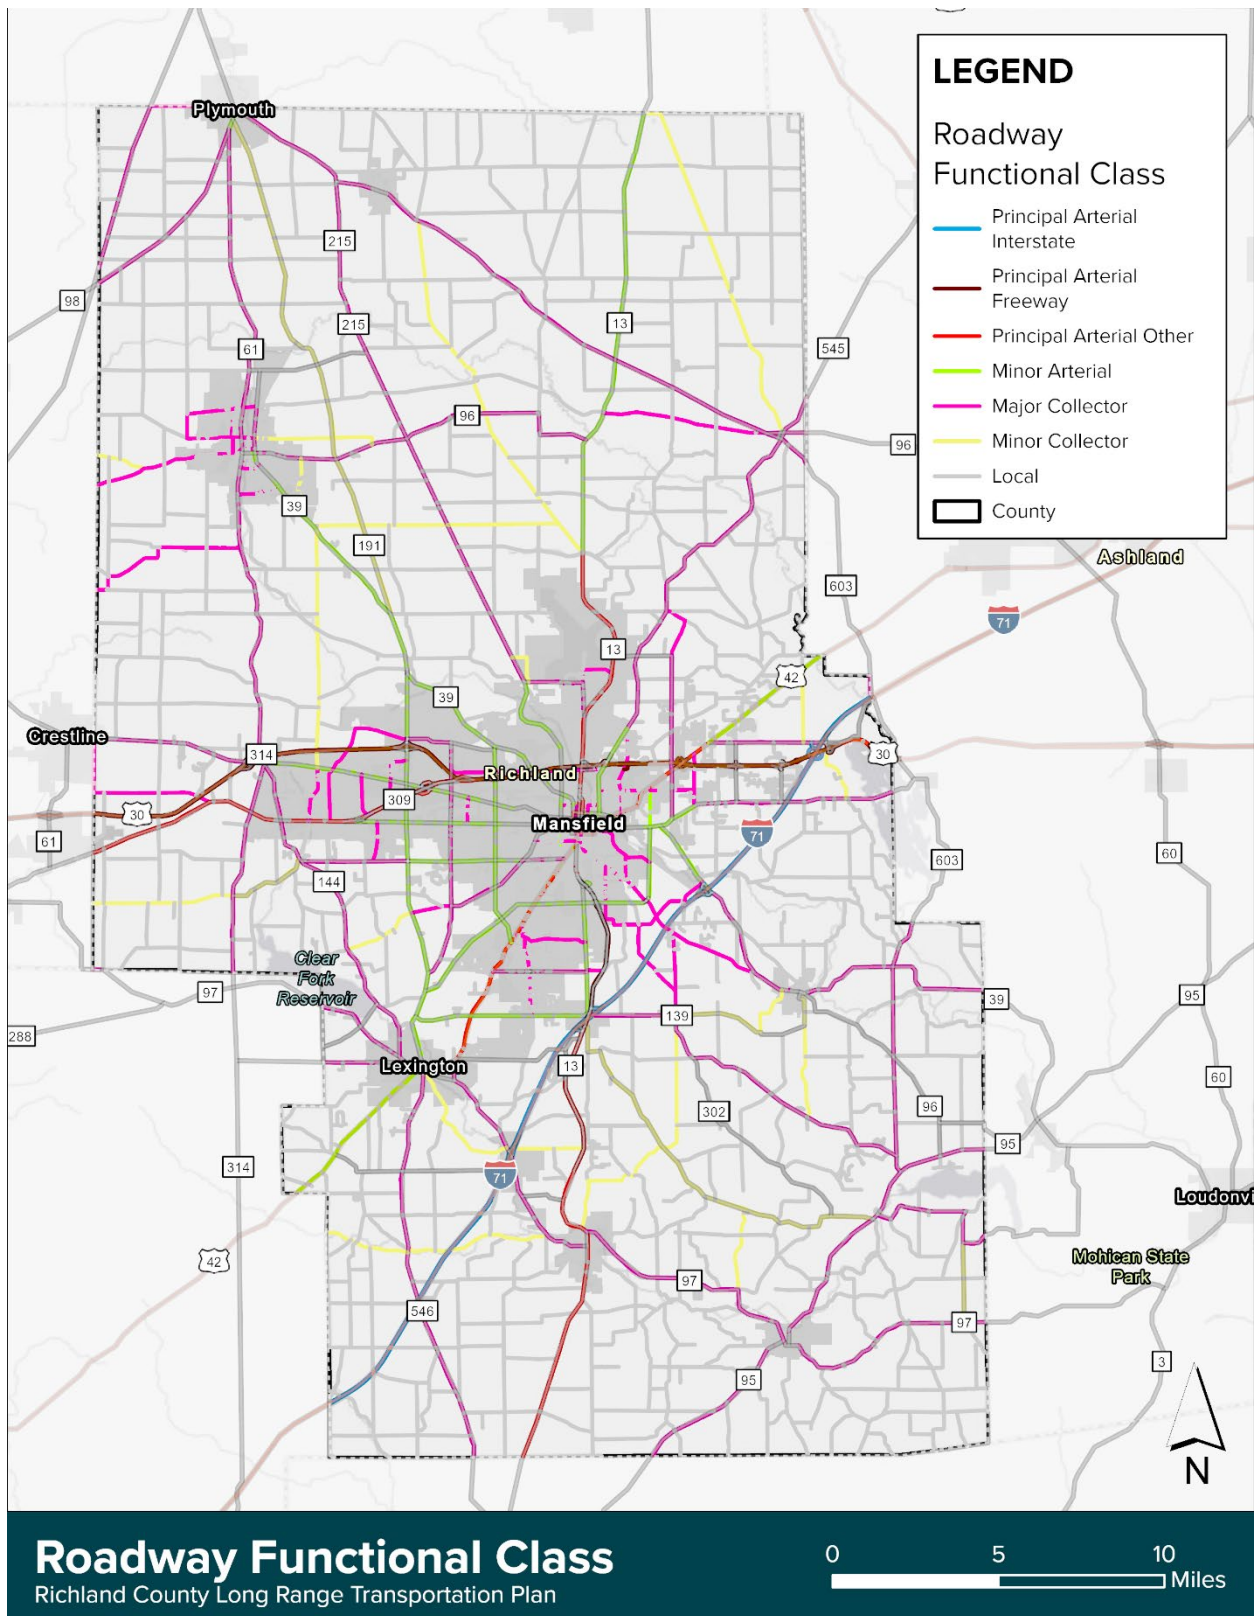 LEGEND
Roadway
Functional Class
Principal Arterial
Interstate
Principal Arterial
Freeway
Principal Arterial Other
Minor Arterial
Major Collector
Minor Collector
Local
County
Plymouth
215
98
215
13
61
545
96
96
39
191
Ashland
603
71
13
42
39
Crestline
314
30
Richland
309
30
Mansfield
71
61
60
603
144
Clear
Fork
Reservoir
97
39
95
139
288
Lexington
13
60
302
96
95
314
71
Loudonvi
42
Mohican State
Park
97
546
97
3
95
N
Roadway Functional Class
Richland County Long Range Transportation Plan
0 5 10
Miles